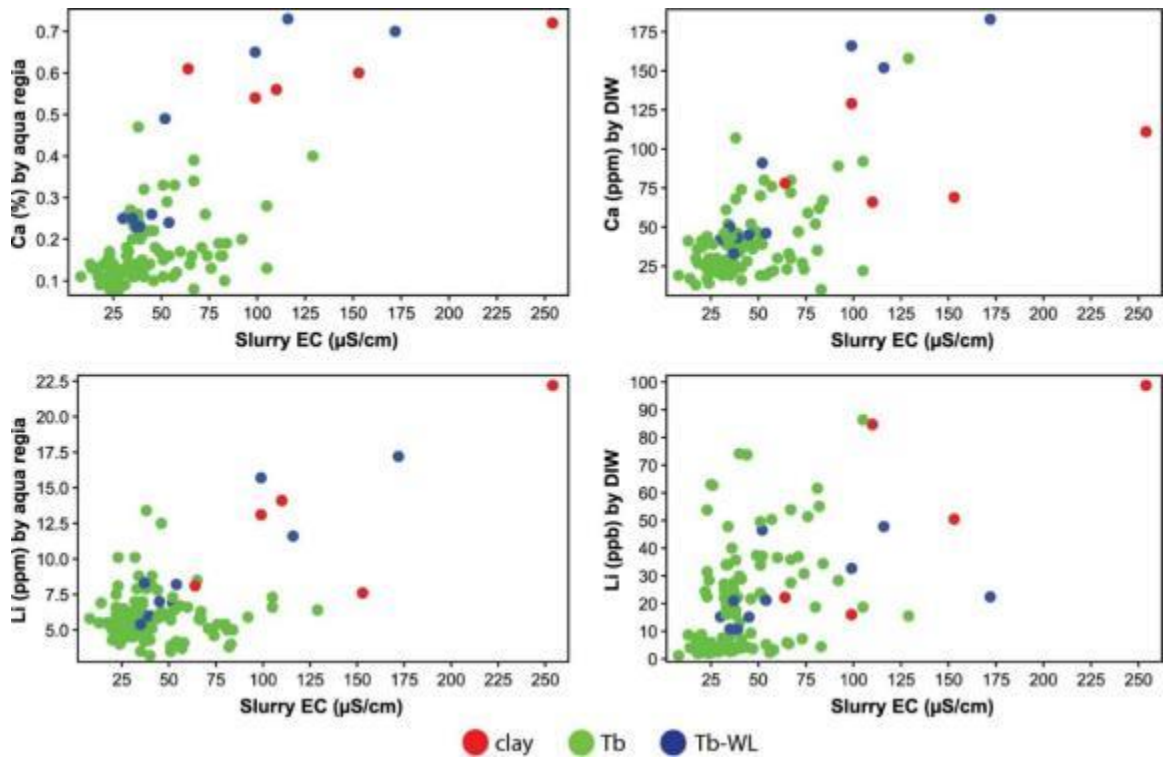 Ca (%) by aqua regia
0.7
0.6
0.5
0.4
0.3
0.2
0.1
25 50 75 100 125 150 175 200 225 250
Slurry EC (µS/cm)
Ca (ppm) by DIW
175
150
125
100
75
50
25
25 50 75 100 125 150 175 200 225 250
Slurry EC (µS/cm)
Li (ppm) by aqua regia
22.5
20.0
17.5
15.0
12.5
10.0
7.5
5.0
25 50 75 100 125 150 175 200 225 250
Slurry EC (µS/cm)
Li (ppb) by DIW
100
90
80
70
60
50
40
30
20
10
0
25 50 75 100 125 150 175 200 225 250
Slurry EC (µS/cm)
clay Tb Tb-WL